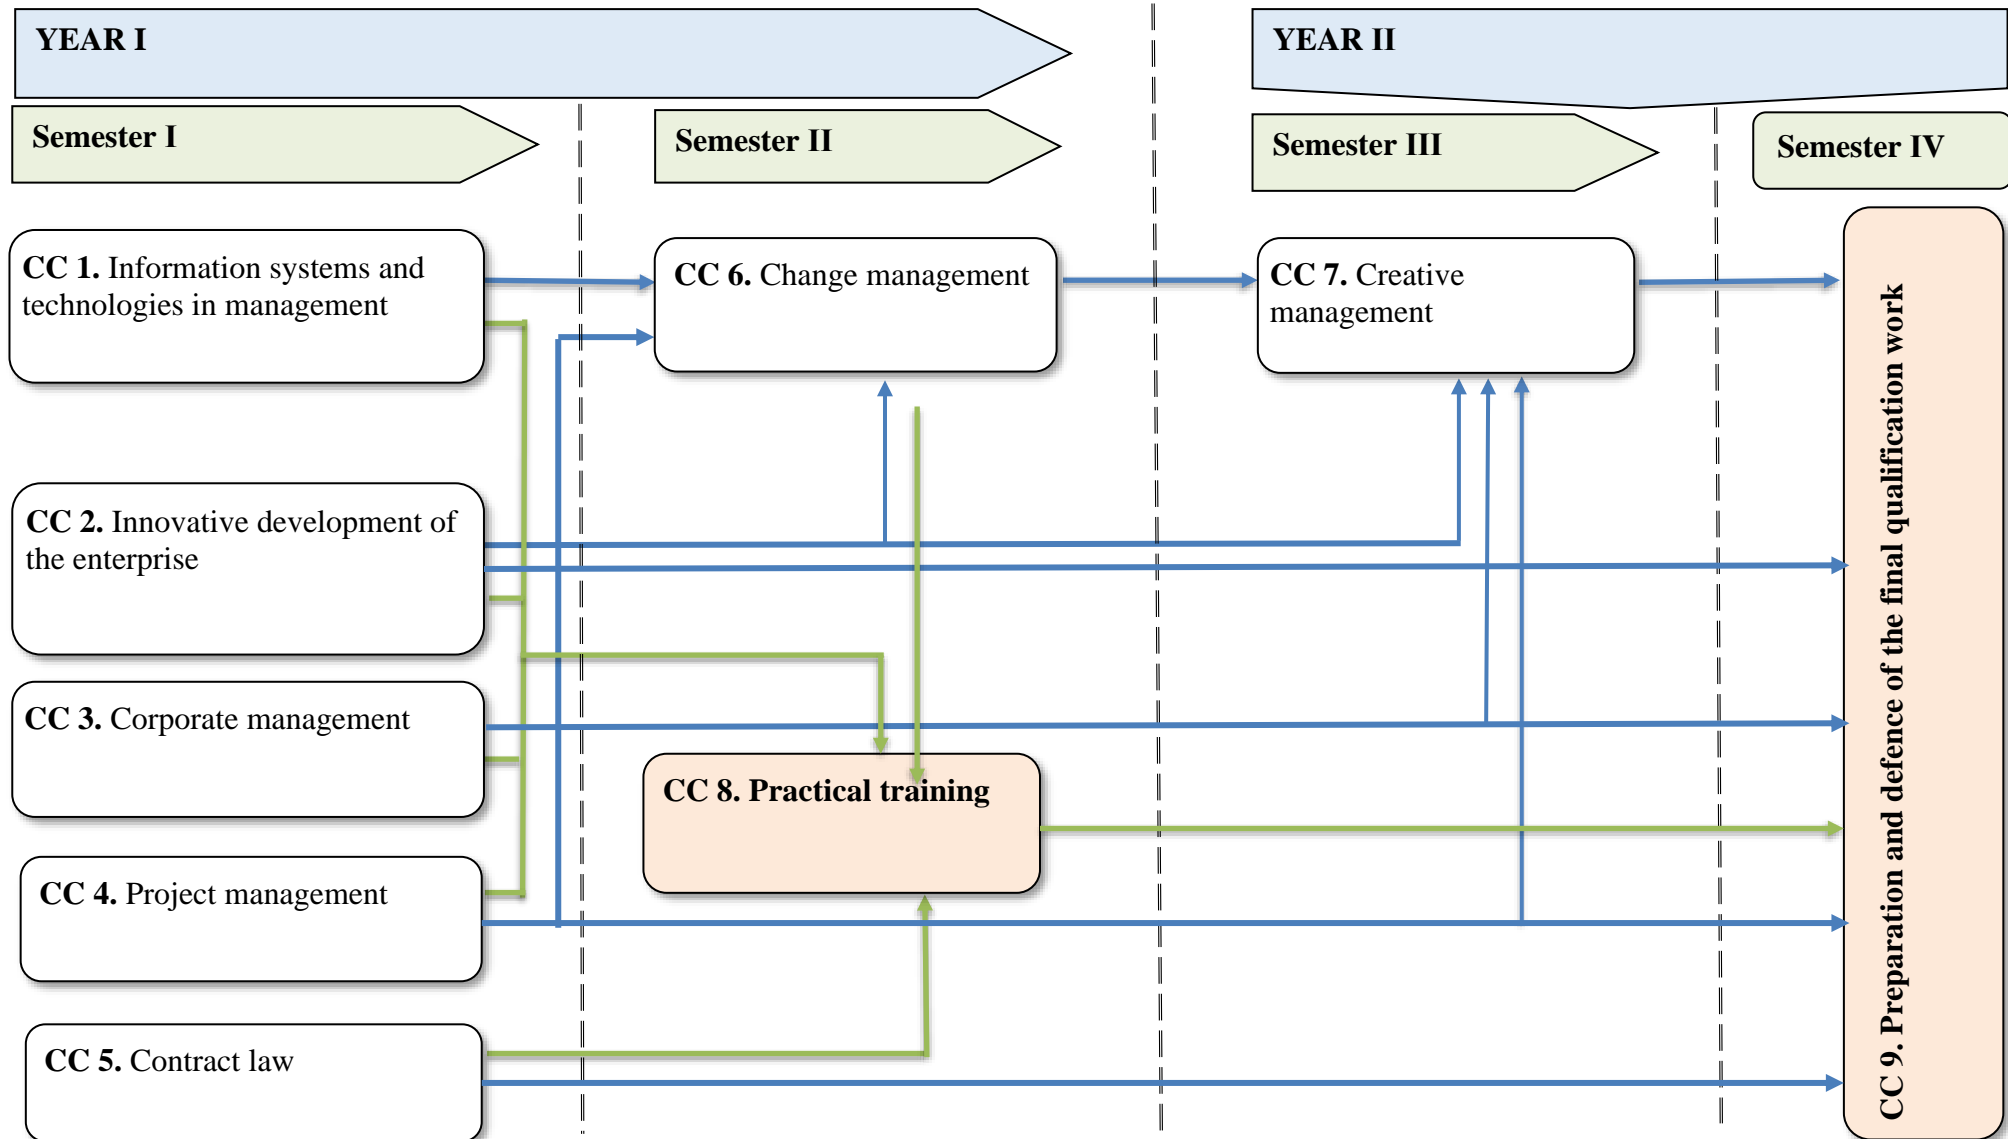 YEAR I
YEAR II
Semester I
Semester II
Semester III
Semester IV
CC 1. Information systems and
technologies in management
CC 6. Change management
CC 7. Creative
management
CC 2. Innovative development of
the enterprise
CC 3. Corporate management
CC 8. Practical training
CC 4. Project management
CC 5. Contract law
CC 9. Preparation and defence of the final qualification work